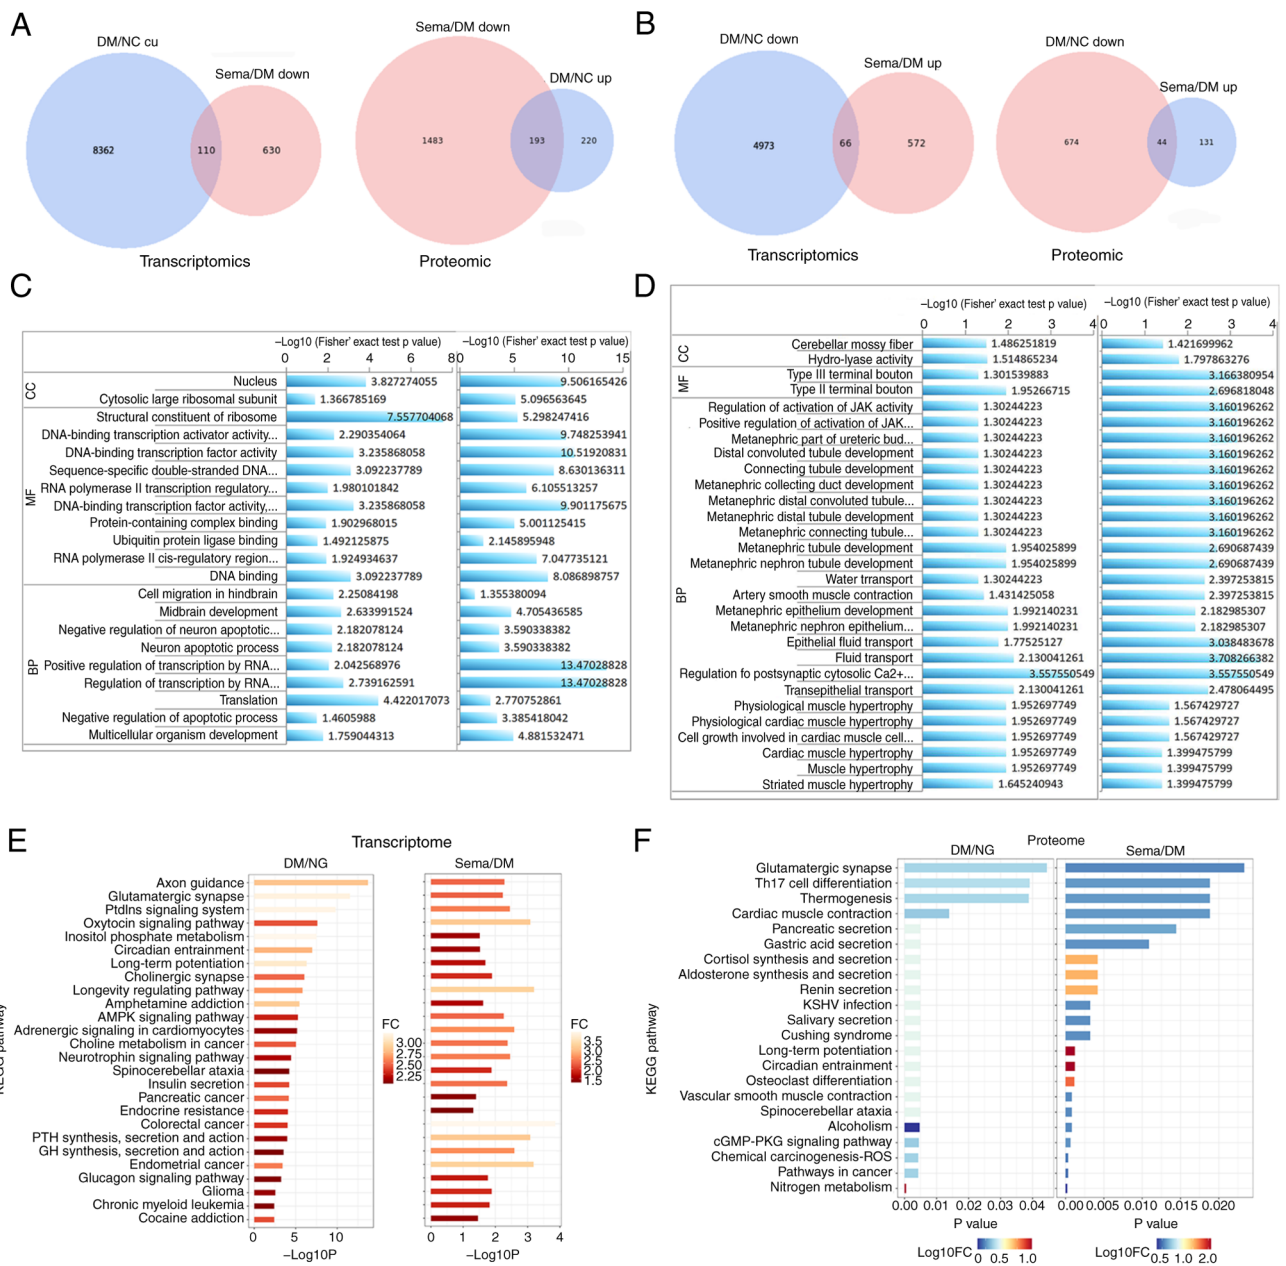 A
DM/NC cu
Sema/DM down
8362
110
630
Transcriptomics
Sema/DM down
DM/NC up
1483
193
220
Proteomic
B
DM/NC down
Sema/DM up
4973
66
572
Transcriptomics
DM/NC down
Sema/DM up
674
44
131
Proteomic
C
–Log10 (Fisher' exact test p value) –Log10 (Fisher' exact test p value)
0 2 4 6 8 0 5 10 15
CC
Nucleus 3.827274055 9.506165426
Cytosolic large ribosomal subunit 1.366785169 5.096563645
MF
Structural constituent of ribosome 7.557704068 5.298247416
DNA-binding transcription activator activity... 2.290354064 9.748253941
DNA-binding transcription factor activity 3.235868058 10.51920831
Sequence-specific double-stranded DNA... 3.092237789 8.630136311
RNA polymerase II transcription regulatory... 1.980101842 6.105513257
DNA-binding transcription factor activity,... 3.235868058 9.901175675
Protein-containing complex binding 1.902968015 5.001125415
Ubiquitin protein ligase binding 1.492125875 2.145895948
RNA polymerase II cis-regulatory region... 1.924934637 7.047735121
DNA binding 3.092237789 8.086898757
BP
Cell migration in hindbrain 2.25084198 1.355380094
Midbrain development 2.633991524 4.705436585
Negative regulation of neuron apoptotic... 2.182078124 3.590338382
Neuron apoptotic process 2.182078124 3.590338382
Positive regulation of transcription by RNA... 2.042568976 13.47028828
Regulation of transcription by RNA... 2.739162591 13.47028828
Translation 4.422017073 2.770752861
Negative regulation of apoptotic process 1.4605988 3.385418042
Multicellular organism development 1.759044313 4.881532471
D
–Log10 (Fisher' exact test p value) –Log10 (Fisher' exact test p value)
0 1 2 3 4 0 1 2 3 4
CC
Cerebellar mossy fiber 1.486251819 1.421699962
Hydro-lyase activity 1.514864234 1.797863276
MF
Type III terminal bouton 1.301539883 3.166380954
Type II terminal bouton 1.95266715 2.696818048
BP
Regulation of activation of JAK activity 1.30244223 3.160196262
Positive regulation of activation of JAK... 1.30244223 3.160196262
Metanephric part of ureteric bud... 1.30244223 3.160196262
Distal convoluted tubule development 1.30244223 3.160196262
Connecting tubule development 1.30244223 3.160196262
Metanephric collecting duct development 1.30244223 3.160196262
Metanephric distal convoluted tubule... 1.30244223 3.160196262
Metanephric distal tubule development 1.30244223 3.160196262
Metanephric connecting tubule... 1.30244223 3.160196262
Metanephric tubule development 1.954025899 2.690687439
Metanephric nephron tubule development 1.954025899 2.690687439
Water transport 1.30244223 2.397253815
Artery smooth muscle contraction 1.431425058 2.397253815
Metanephric epithelium development 1.992140231 2.182985307
Metanephric nephron epithelium... 1.992140231 2.182985307
Epithelial fluid transport 1.77525127 3.038483678
Fluid transport 2.130041261 3.708266382
Regulation fo postsynaptic cytosolic Ca2+... 3.557550549 3.557550549
Transepithelial transport 2.130041261 2.478064495
Physiological muscle hypertrophy 1.952697749 1.567429727
Physiological cardiac muscle hypertrophy 1.952697749 1.567429727
Cell growth involved in cardiac muscle cell... 1.952697749 1.567429727
Cardiac muscle hypertrophy 1.952697749 1.399475799
Muscle hypertrophy 1.952697749 1.399475799
Striated muscle hypertrophy 1.645240943 1.399475799
E
Transcriptome
DM/NG Sema/DM
KEGG pathway
Axon guidance
Glutamatergic synapse
Ptdlns signaling system
Oxytocin signaling pathway
Inositol phosphate metabolism
Circadian entrainment
Long-term potentiation
Cholinergic synapse
Longevity regulating pathway
Amphetamine addiction
AMPK signaling pathway
Adrenergic signaling in cardiomyocytes
Choline metabolism in cancer
Neurotrophin signaling pathway
Spinocerebellar ataxia
Insulin secretion
Pancreatic cancer
Endocrine resistance
Colorectal cancer
PTH synthesis, secretion and action
GH synthesis, secretion and action
Endometrial cancer
Glucagon signaling pathway
Glioma
Chronic myeloid leukemia
Cocaine addiction
0 5 10
–Log10P
FC
3.00
2.75
2.50
2.25
0 1 2 3 4
–Log10P
FC
3.5
3.0
2.5
2.0
1.5
F
Proteome
DM/NG Sema/DM
KEGG pathway
Glutamatergic synapse
Th17 cell differentiation
Thermogenesis
Cardiac muscle contraction
Pancreatic secretion
Gastric acid secretion
Cortisol synthesis and secretion
Aldosterone synthesis and secretion
Renin secretion
KSHV infection
Salivary secretion
Cushing syndrome
Long-term potentiation
Circadian entrainment
Osteoclast differentiation
Vascular smooth muscle contraction
Spinocerebellar ataxia
Alcoholism
cGMP-PKG signaling pathway
Chemical carcinogenesis-ROS
Pathways in cancer
Nitrogen metabolism
0.00 0.01 0.02 0.03 0.04 0.00 0.005 0.015 0.020
P value P value
Log10FC 0 0.5 1.0
Log10FC 0.5 1.0 2.0